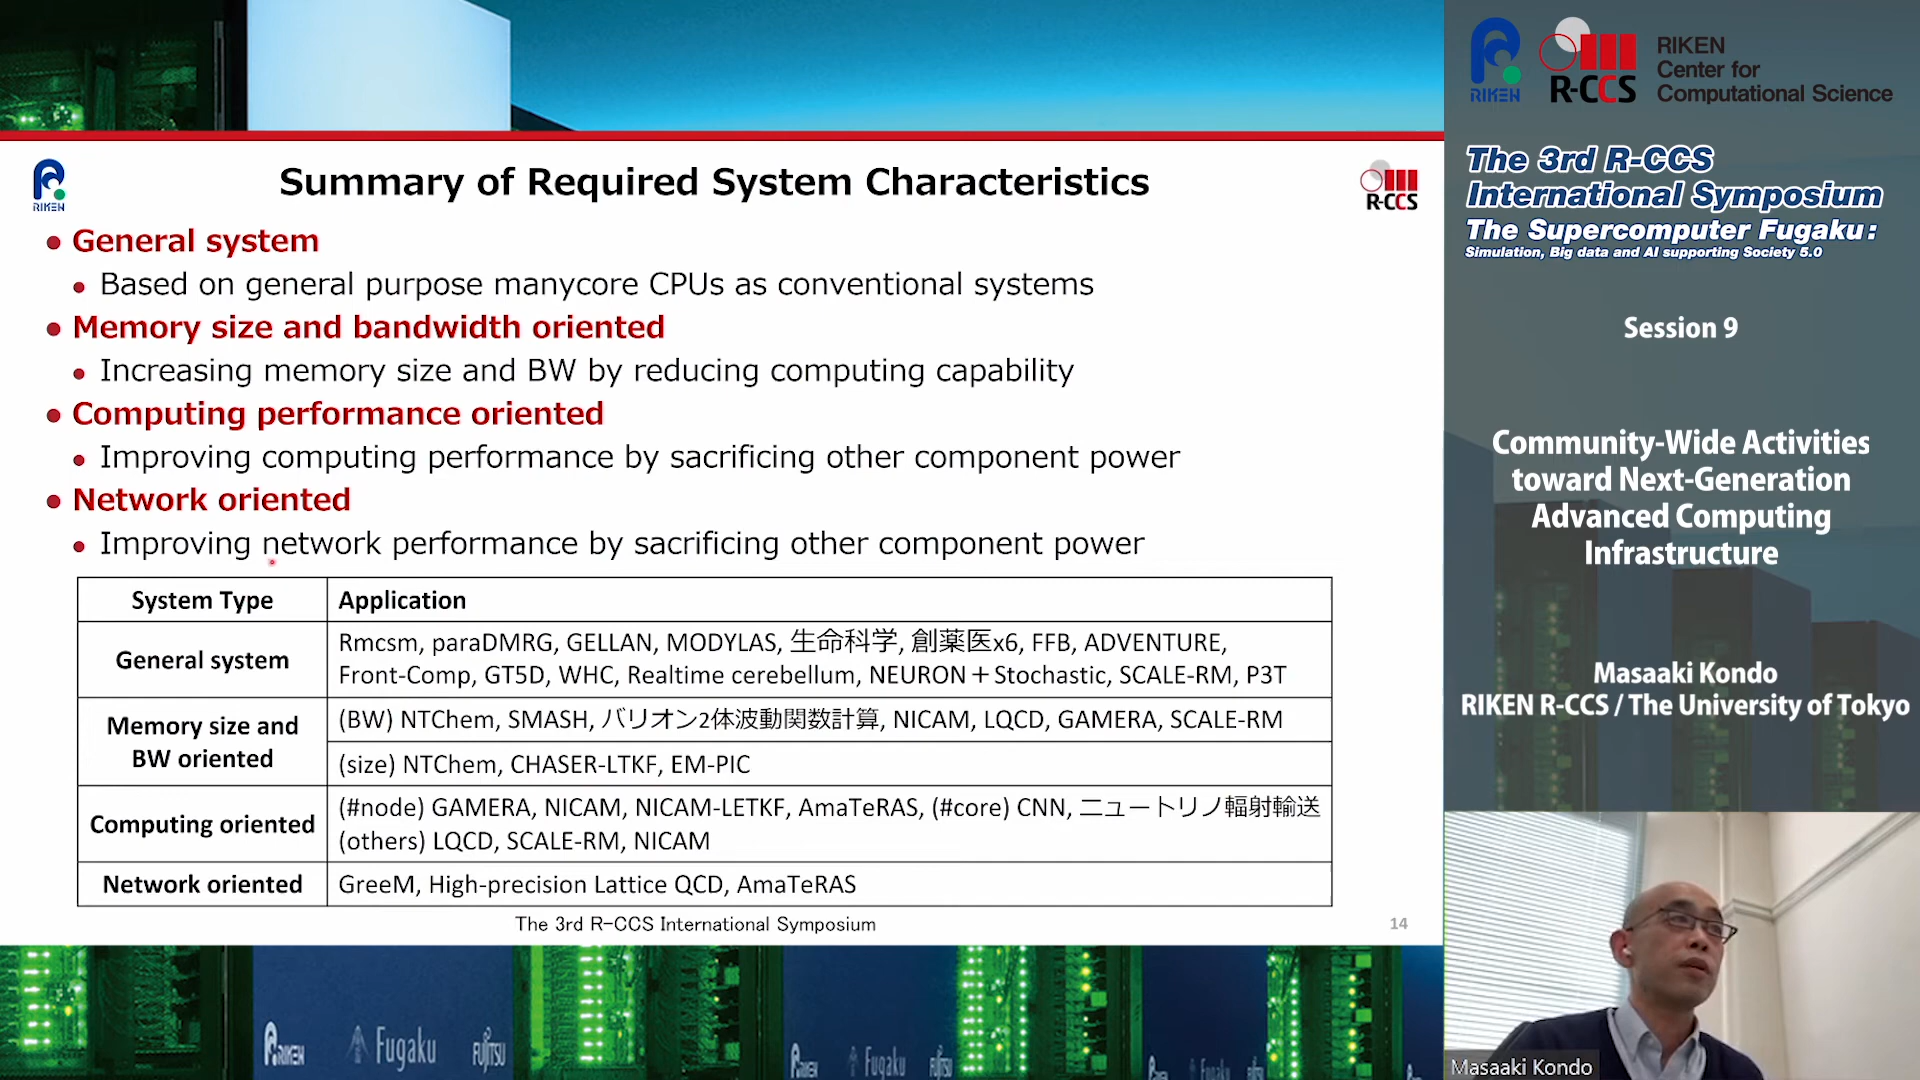 Summary of Required System Characteristics
RIKEN
R-CCS
● General system
● Based on general purpose manycore CPUs as conventional systems
● Memory size and bandwidth oriented
● Increasing memory size and BW by reducing computing capability
● Computing performance oriented
● Improving computing performance by sacrificing other component power
● Network oriented
● Improving network performance by sacrificing other component power
System Type Application
General system
Rmcsm, paraDMRG, GELLAN, MODYLAS, 生命科学, 創薬医x6, FFB, ADVENTURE,
Front-Comp, GT5D, WHC, Realtime cerebellum, NEURON＋Stochastic, SCALE-RM, P3T
Memory size and
BW oriented
(BW) NTChem, SMASH, バリオン2体波動関数計算, NICAM, LQCD, GAMERA, SCALE-RM
(size) NTChem, CHASER-LTKF, EM-PIC
Computing oriented
(#node) GAMERA, NICAM, NICAM-LETKF, AmaTeRAS, (#core) CNN, ニュートリノ輻射輸送
(others) LQCD, SCALE-RM, NICAM
Network oriented
GreeM, High-precision Lattice QCD, AmaTeRAS
The 3rd R-CCS International Symposium
14
RIKEN Fugaku FUJITSU
RIKEN Fugaku FUJITSU
RIKEN
R-CCS
RIKEN
Center for
Computational Science
The 3rd R-CCS
International Symposium
The Supercomputer Fugaku :
Simulation, Big data and AI supporting Society 5.0
Session 9
Community-Wide Activities
toward Next-Generation
Advanced Computing
Infrastructure
Masaaki Kondo
RIKEN R-CCS / The University of Tokyo
Masaaki Kondo